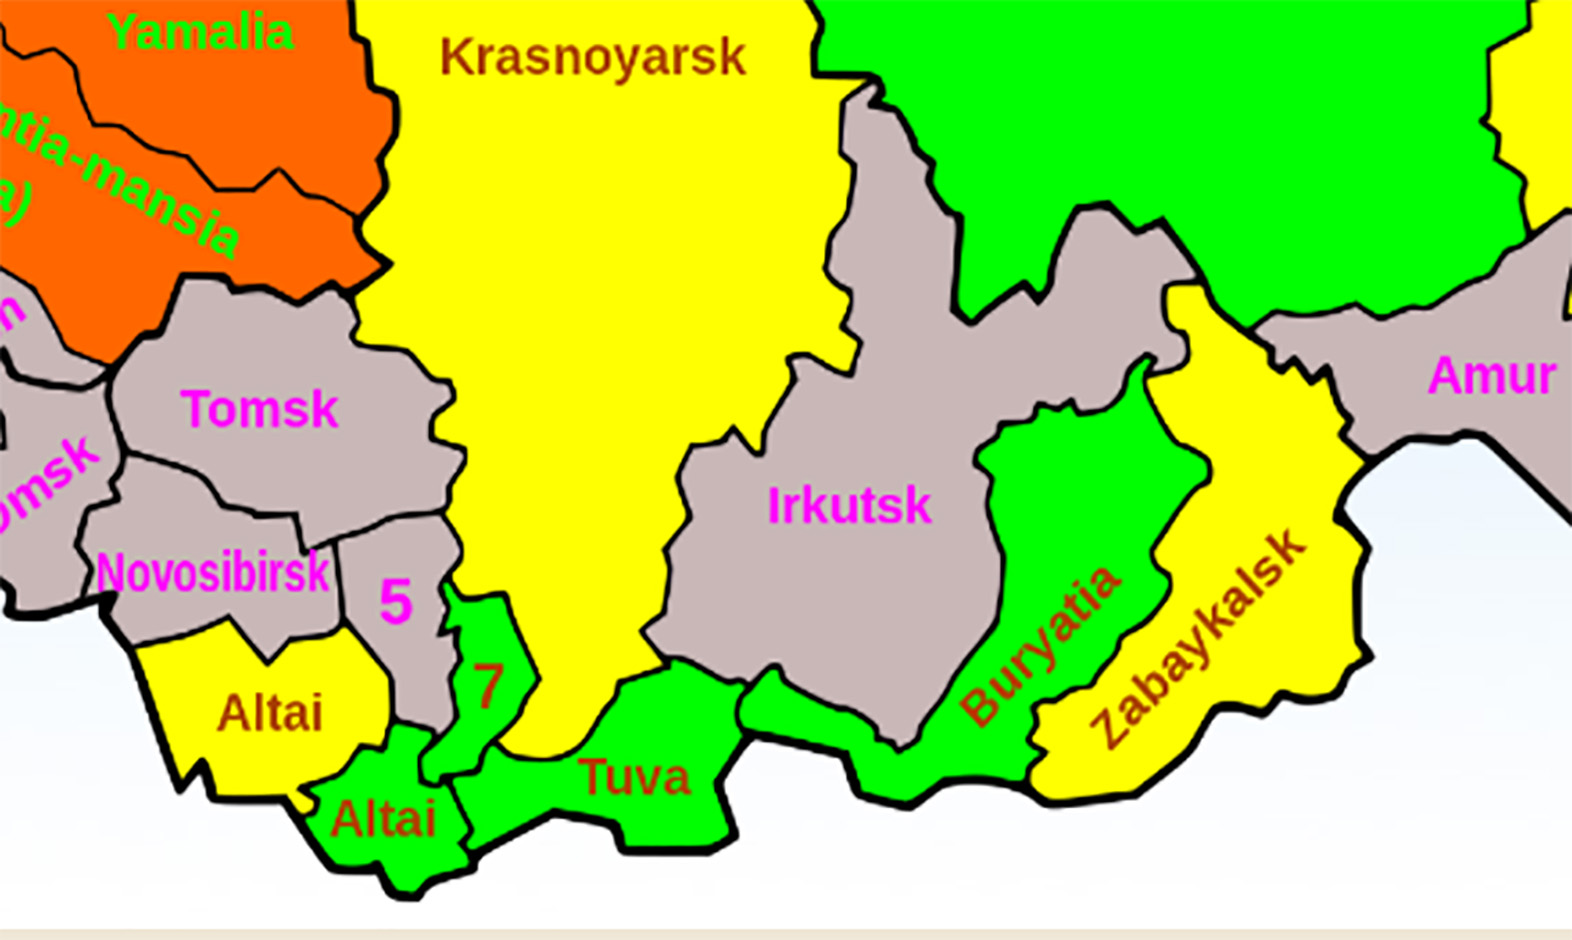 Yamalia
Krasnoyarsk
ntia-mansia
a)
n
Tomsk
Amur
omsk
Irkutsk
Novosibirsk
5
Buryatia
Zabaykalsk
7
Altai
Tuva
Altai